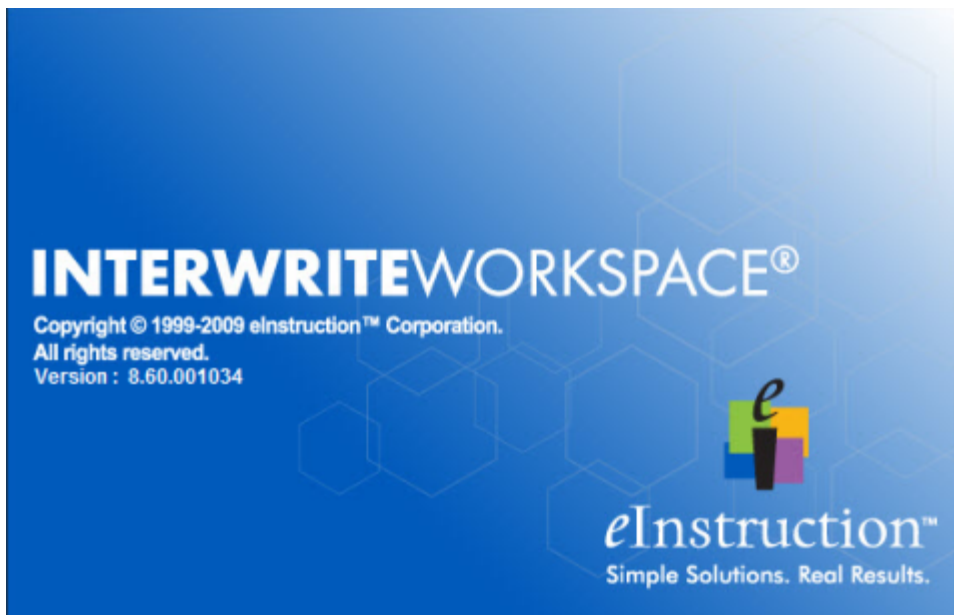 INTERWRITEWORKSPACE®
Copyright © 1999-2009 eInstruction™ Corporation.
All rights reserved.
Version : 8.60.001034
eInstruction™
Simple Solutions. Real Results.